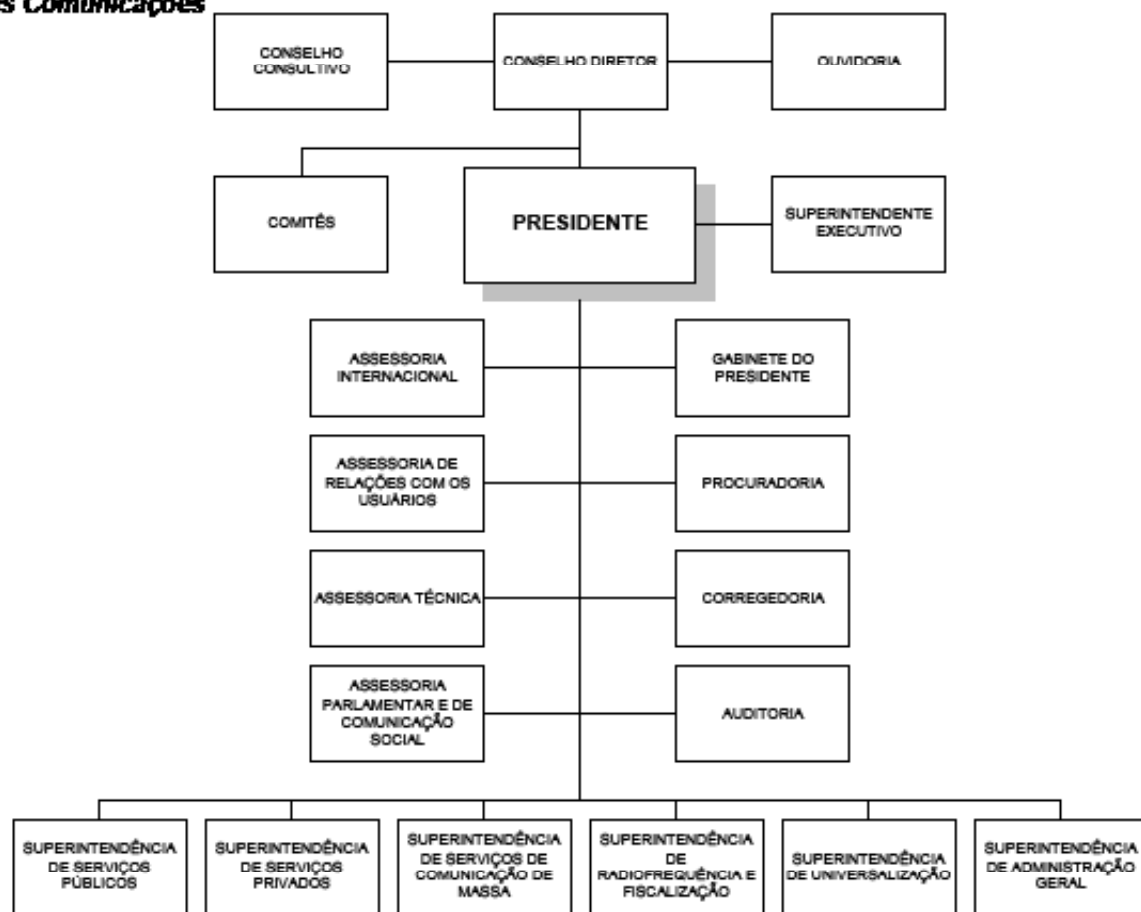 s Comunicações
CONSELHO
CONSULTIVO
CONSELHO DIRETOR
OUVIDORIA
COMITÊS
PRESIDENTE
SUPERINTENDENTE
EXECUTIVO
ASSESSORIA
INTERNACIONAL
GABINETE DO
PRESIDENTE
ASSESSORIA DE
RELAÇÕES COM OS
USUÁRIOS
PROCURADORIA
ASSESSORIA TÉCNICA
CORREGEDORIA
ASSESSORIA
PARLAMENTAR E DE
COMUNICAÇÃO
SOCIAL
AUDITORIA
SUPERINTENDÊNCIA
DE SERVIÇOS
PÚBLICOS
SUPERINTENDÊNCIA
DE SERVIÇOS
PRIVADOS
SUPERINTENDÊNCIA
DE SERVIÇOS DE
COMUNICAÇÃO DE
MASSA
SUPERINTENDÊNCIA
DE
RADIOFREQUÊNCIA E
FISCALIZAÇÃO
SUPERINTENDÊNCIA
DE UNIVERSALIZAÇÃO
SUPERINTENDÊNCIA
DE ADMINISTRAÇÃO
GERAL